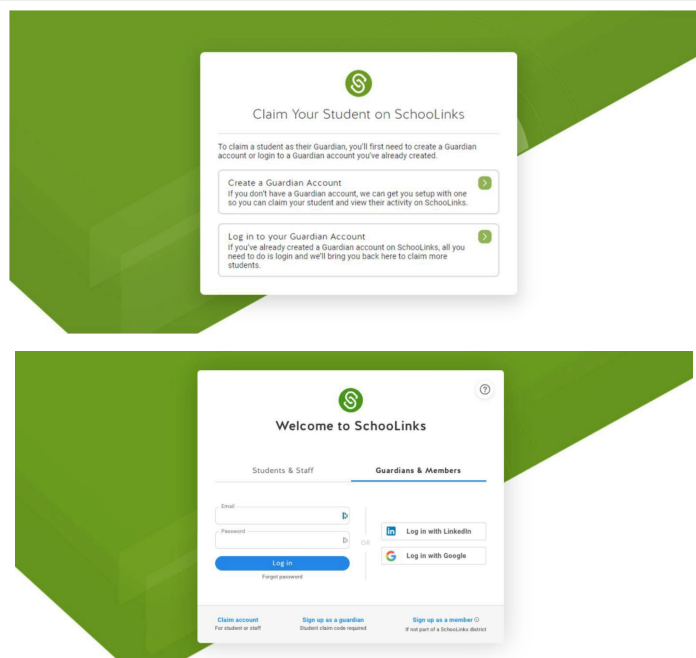 Claim Your Student on SchooLinks
To claim a student as their Guardian, you'll first need to create a Guardian
account or login to a Guardian account you've already created.
Create a Guardian Account
If you don't have a Guardian account, we can get you setup with one
so you can claim your student and view their activity on SchooLinks.
Log in to your Guardian Account
If you've already created a Guardian account on SchooLinks, all you
need to do is login and we'll bring you back here to claim more
students.
Welcome to SchooLinks
Students & Staff Guardians & Members
Email
Password
OR
Log in with LinkedIn
Log in with Google
Log in
Forgot password
Claim account
For student or staff
Sign up as a guardian
Student claim code required
Sign up as a member
If not part of a SchooLinks district